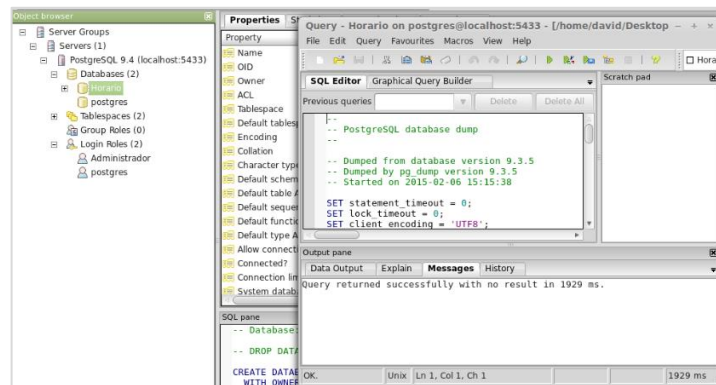 Object browser
Server Groups
Servers (1)
PostgreSQL 9.4 (localhost:5433)
Databases (2)
Horario
postgres
Tablespaces (2)
Group Roles (0)
Login Roles (2)
Administrador
postgres
Properties
Property
Name
OID
Owner
ACL
Tablespace
Default tables
Encoding
Collation
Character type
Default schem
Default table A
Default seque
Default functi
Default type A
Allow connecti
Connected?
Connection lim
System datab
SQL pane
-- Database:
-- DROP DATA
CREATE DATAB
WITH OWNER
Query - Horario on postgres@localhost:5433 - [/home/david/Desktop
File Edit Query Favourites Macros View Help
Hora
SQL Editor Graphical Query Builder
Previous queries Delete Delete All
--
-- PostgreSQL database dump
--
-- Dumped from database version 9.3.5
-- Dumped by pg_dump version 9.3.5
-- Started on 2015-02-06 15:15:38
SET statement_timeout = 0;
SET lock_timeout = 0;
SET client_encoding = 'UTF8';
Scratch pad
Output pane
Data Output Explain Messages History
Query returned successfully with no result in 1929 ms.
OK. Unix Ln 1, Col 1, Ch 1 1929 ms